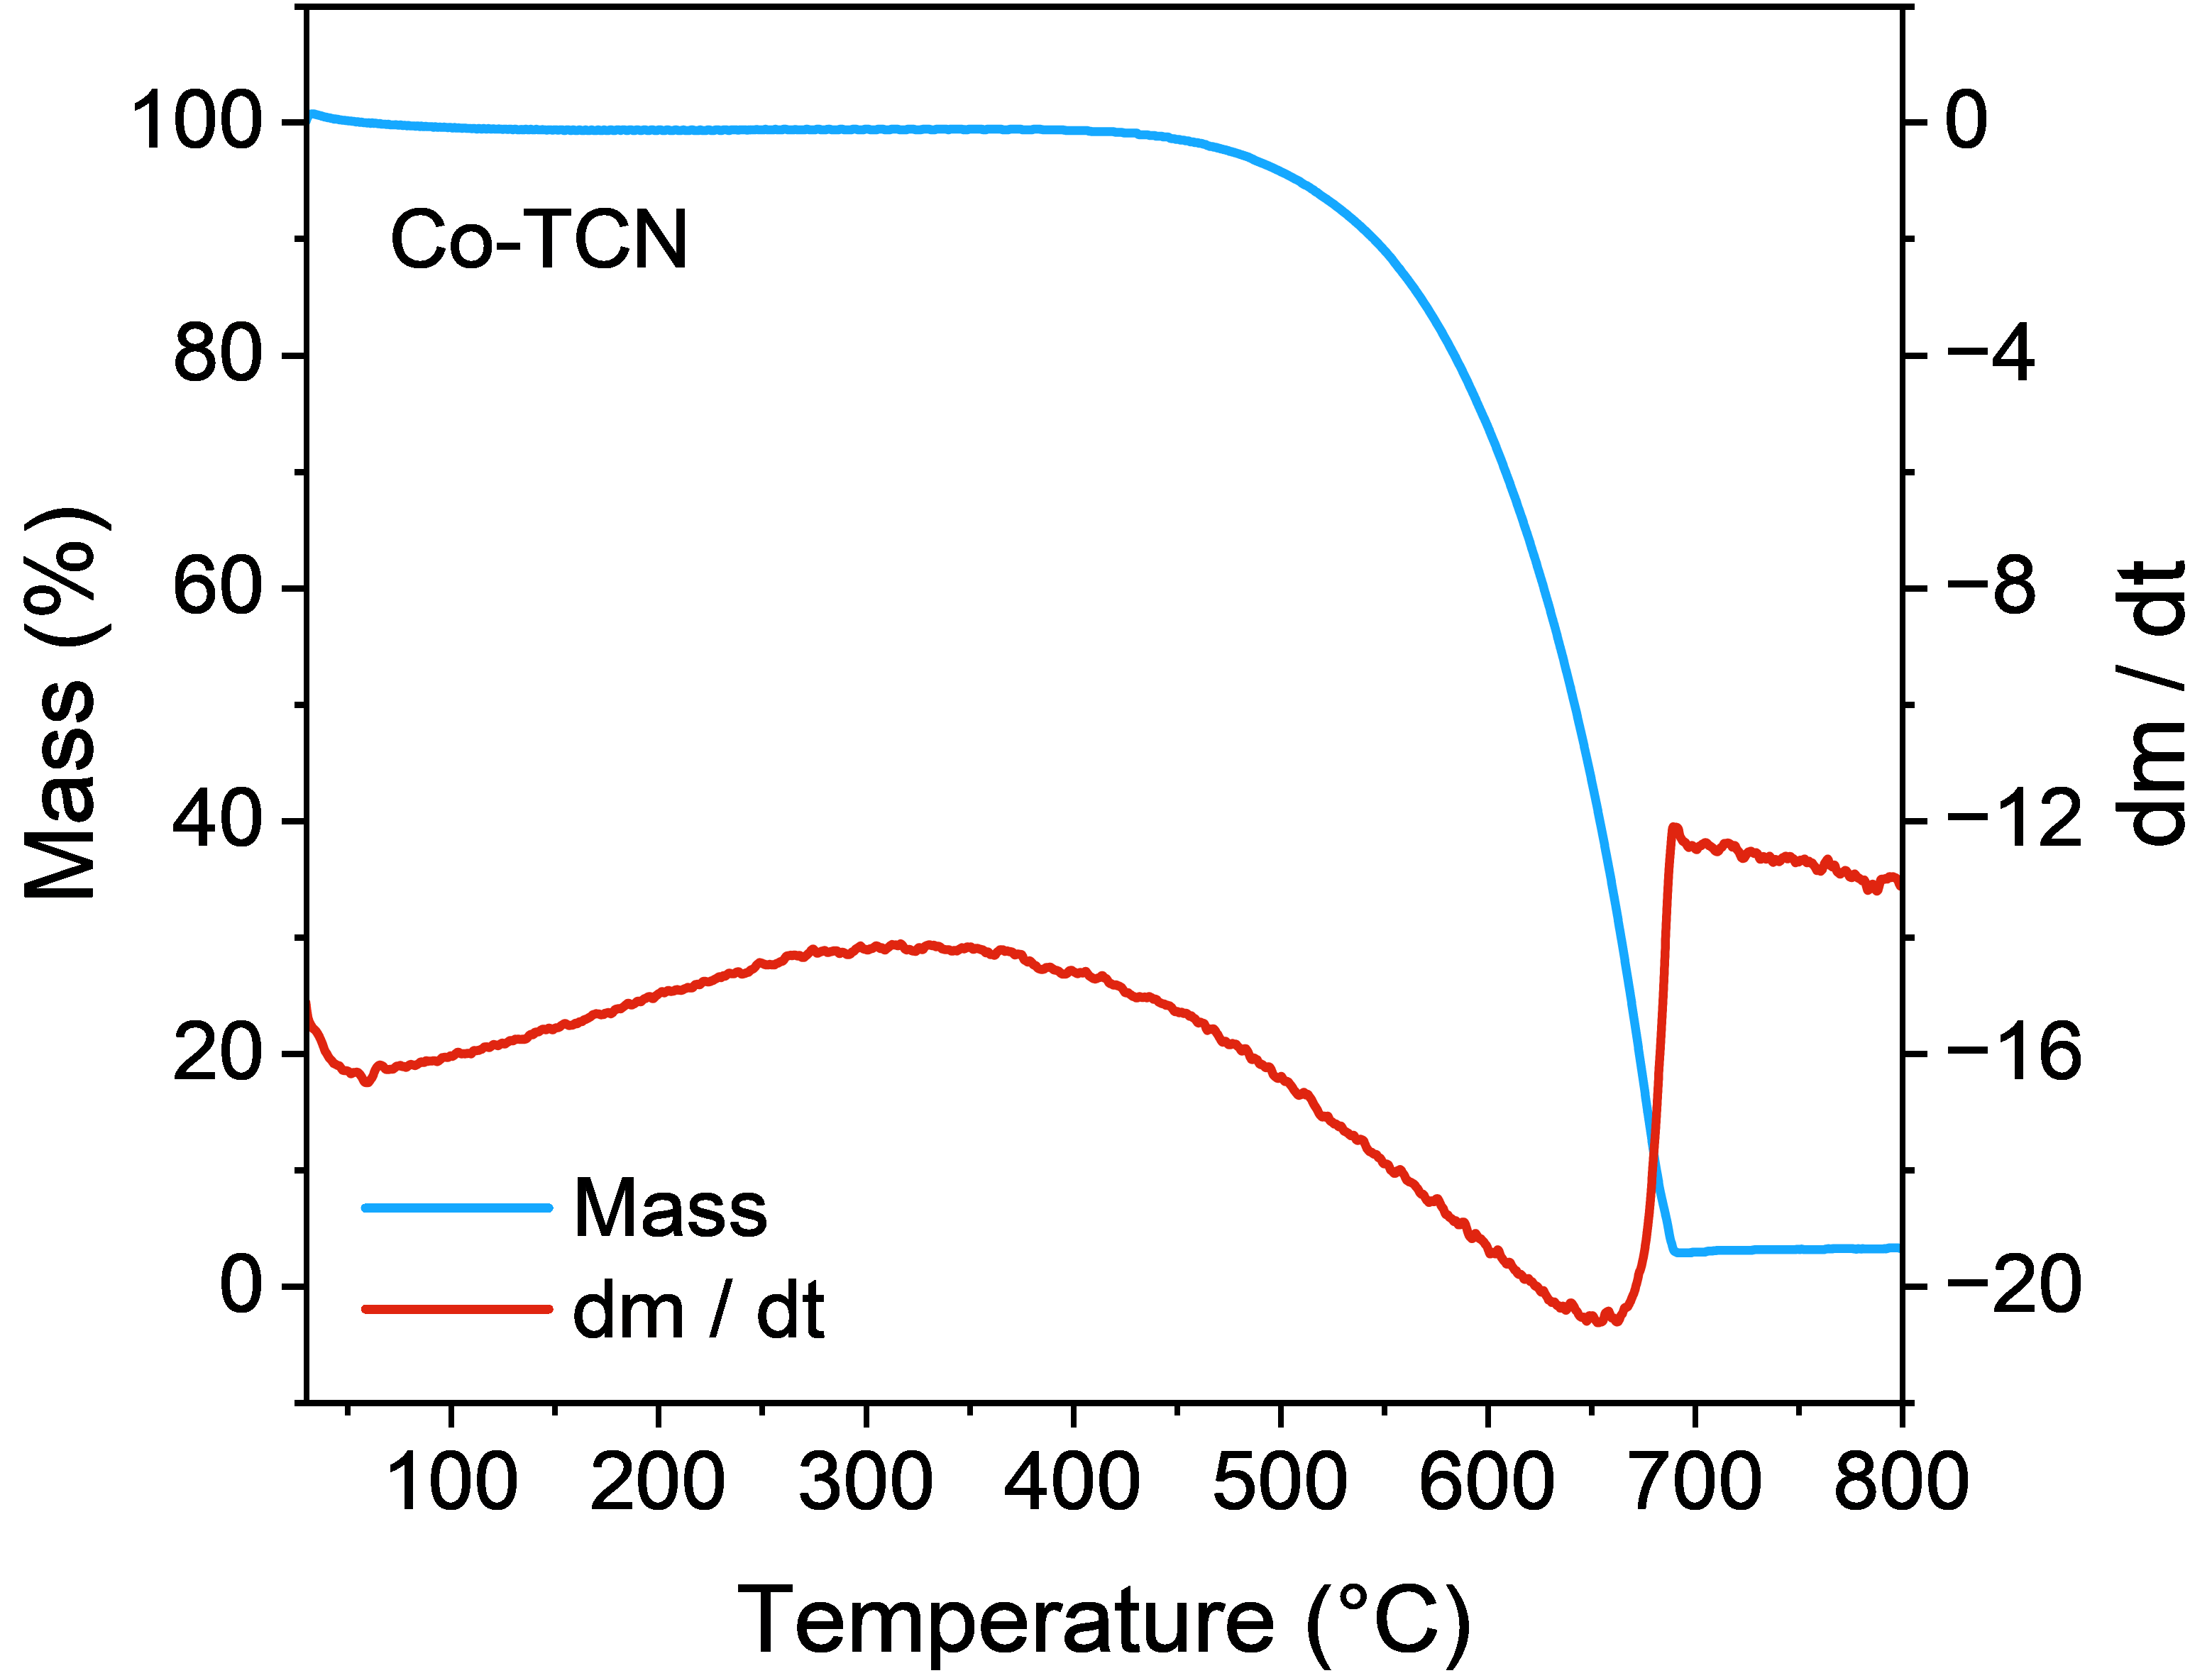 100
80
60
40
20
0
Mass (%)
Co-TCN
Mass
dm / dt
0
−4
−8
−12
−16
−20
dm / dt
100 200 300 400 500 600 700 800
Temperature (°C)